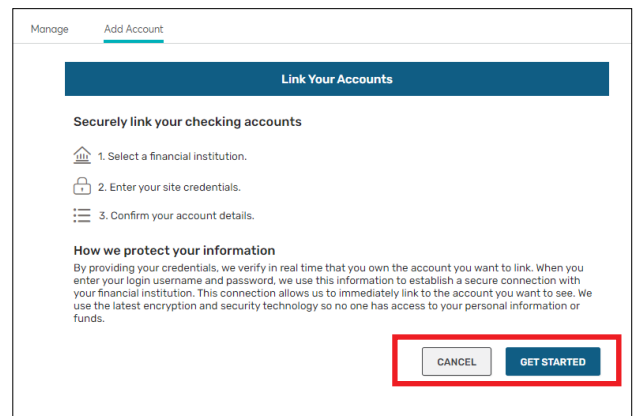 Manage Add Account
Link Your Accounts
Securely link your checking accounts
1. Select a financial institution.
2. Enter your site credentials.
3. Confirm your account details.
How we protect your information
By providing your credentials, we verify in real time that you own the account you want to link. When you
enter your login username and password, we use this information to establish a secure connection with
your financial institution. This connection allows us to immediately link to the account you want to see. We
use the latest encryption and security technology so no one has access to your personal information or
funds.
CANCEL GET STARTED